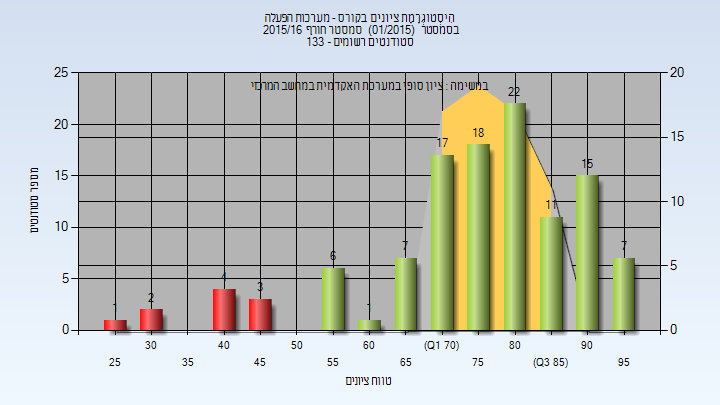 היסטוגרמת ציונים בקורס - מערכות הפעלה
בסמסטר (01/2015) סמסטר חורף 2015/16
סטודנטים רשומים - 133
במשימה : ציון סופי במערכת האקדמית במחשב המרכזי
מספר סטודנטים
25 20 15 10 5 0
20 15 10 5 0
1 2 4 3 6 1 7 17 18 22 11 15 7
30 40 50 60 (Q1 70) 80 90
25 35 45 55 65 75 (Q3 85) 95
טווח ציונים